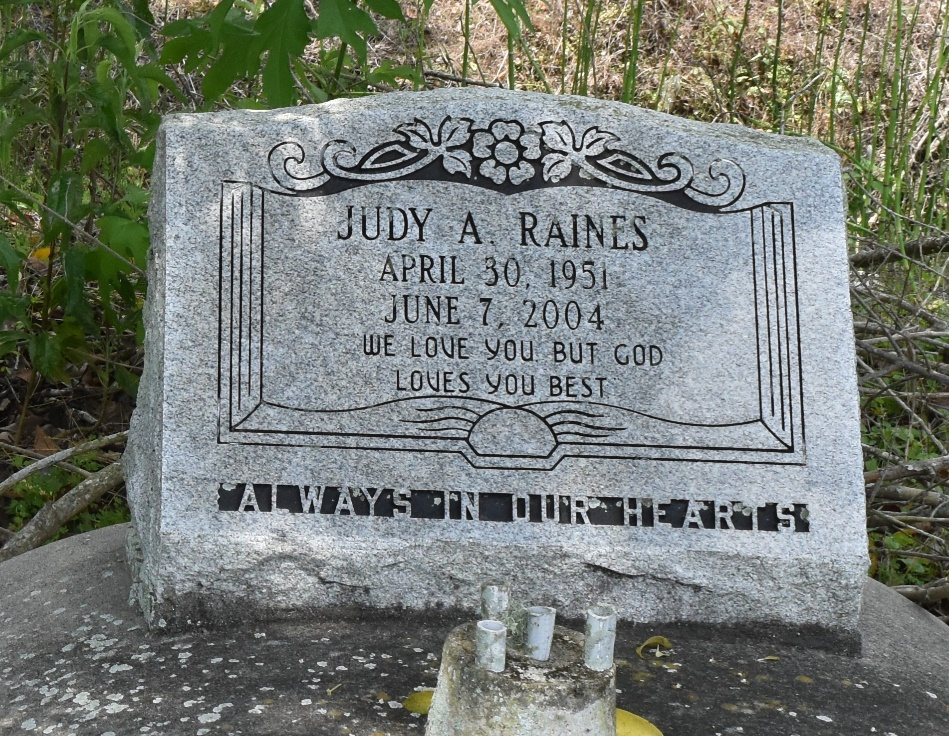 JUDY A. RAINES
APRIL 30, 1951
JUNE 7, 2004
WE LOVE YOU BUT GOD
LOVES YOU BEST
ALWAYS IN OUR HEARTS